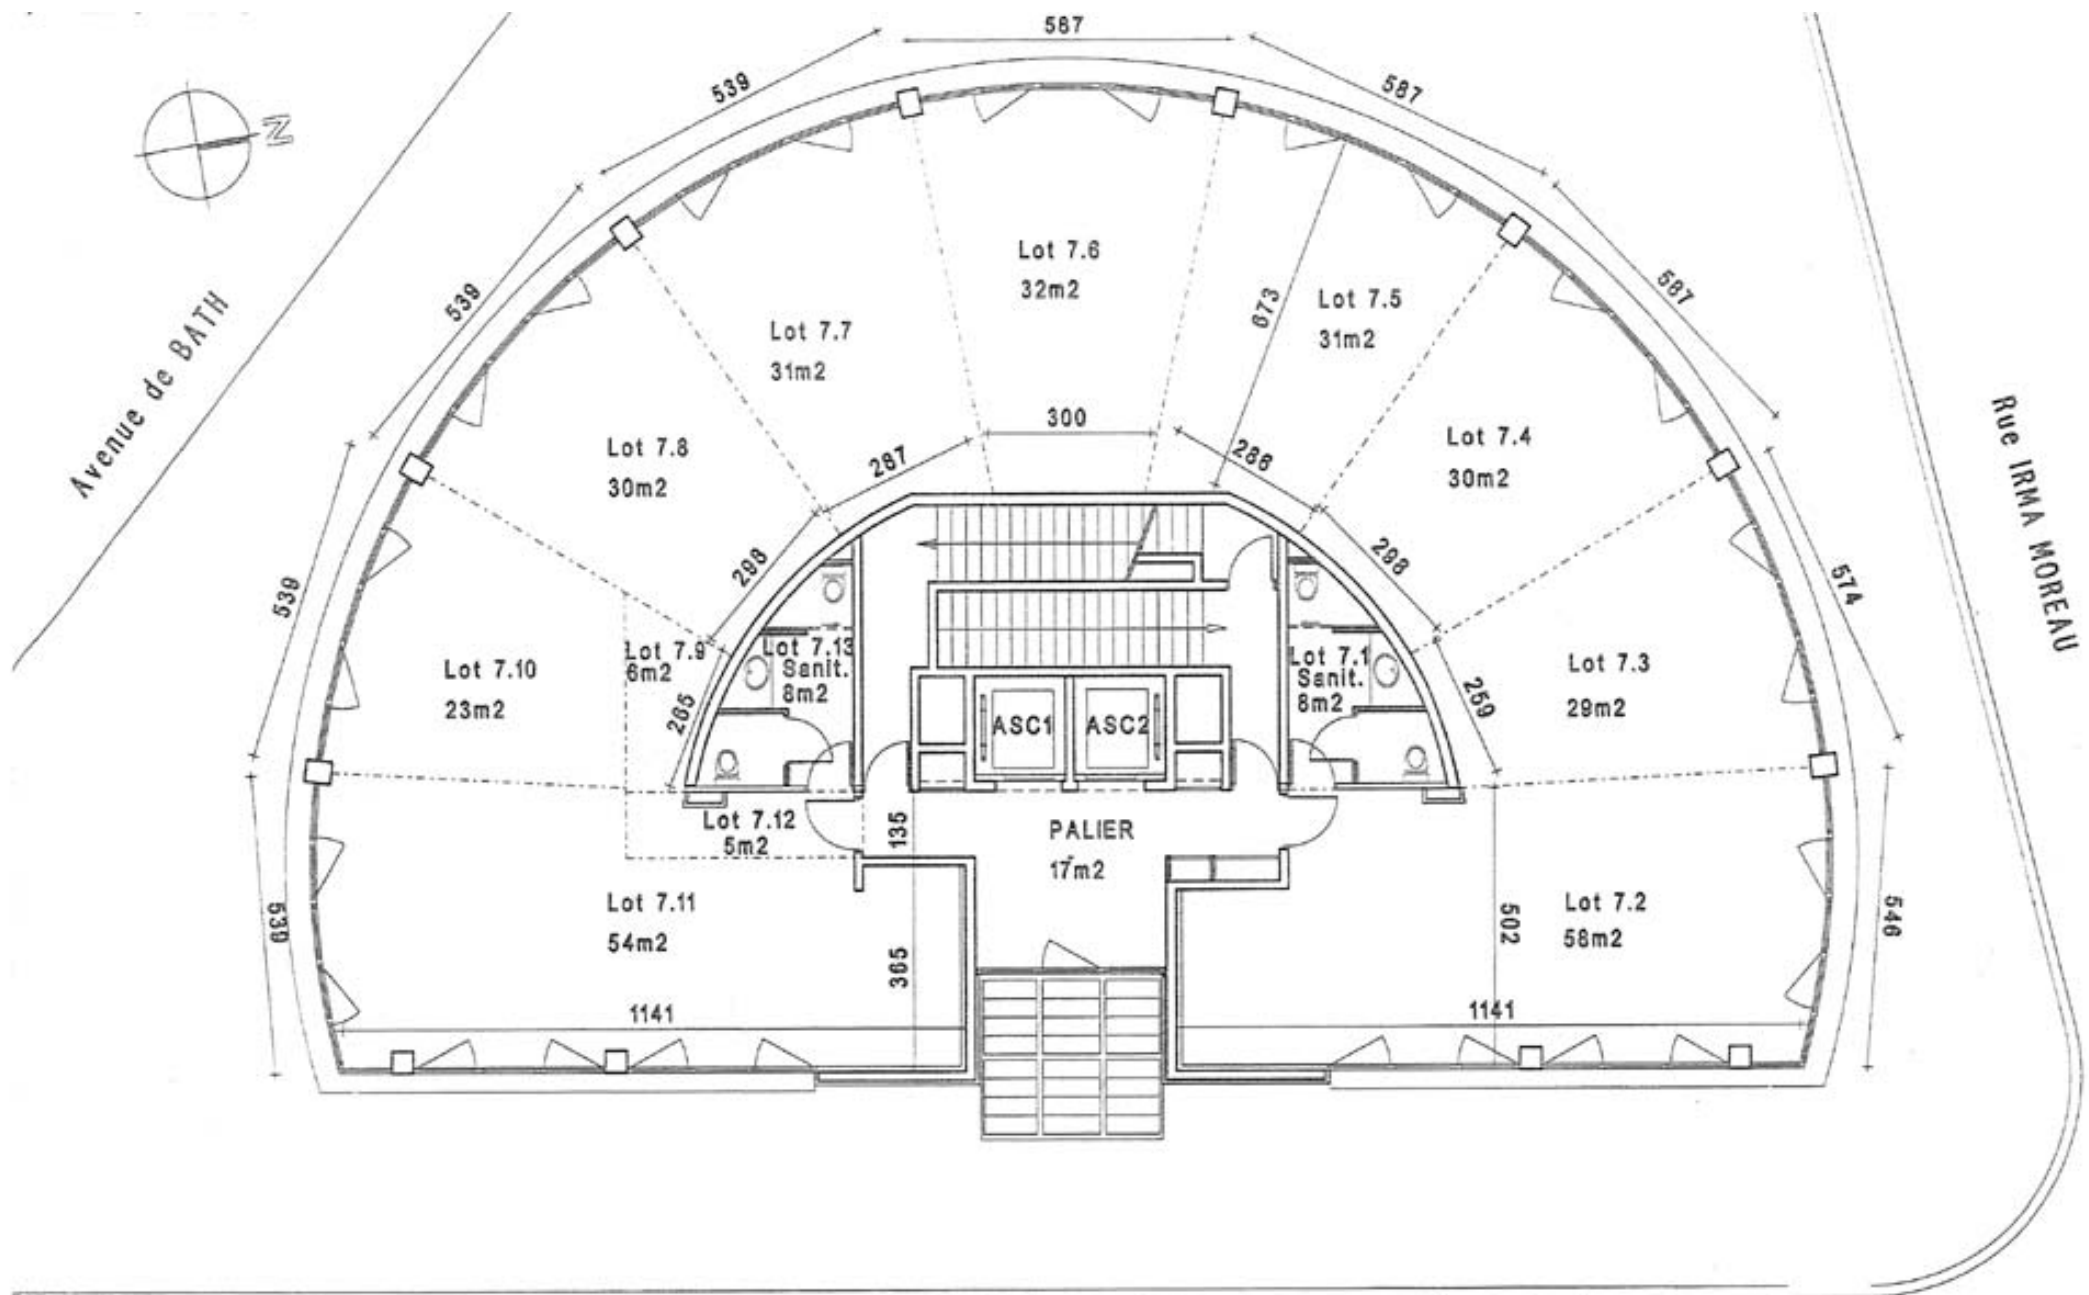 587
539
587
N
539
587
Avenue de BATH
Lot 7.6
32m2
Lot 7.5
31m2
673
Lot 7.7
31m2
Rue IRMA MOREAU
300
287
286
Lot 7.8
30m2
Lot 7.4
30m2
298
298
539
574
Lot 7.10
23m2
Lot 7.9
6m2
265
Lot 7.13
Sanit.
8m2
ASC1
ASC2
Lot 7.1
Sanit.
8m2
259
Lot 7.3
29m2
Lot 7.12
5m2
135
PALIER
17m2
Lot 7.11
54m2
539
365
502
Lot 7.2
58m2
546
1141
1141